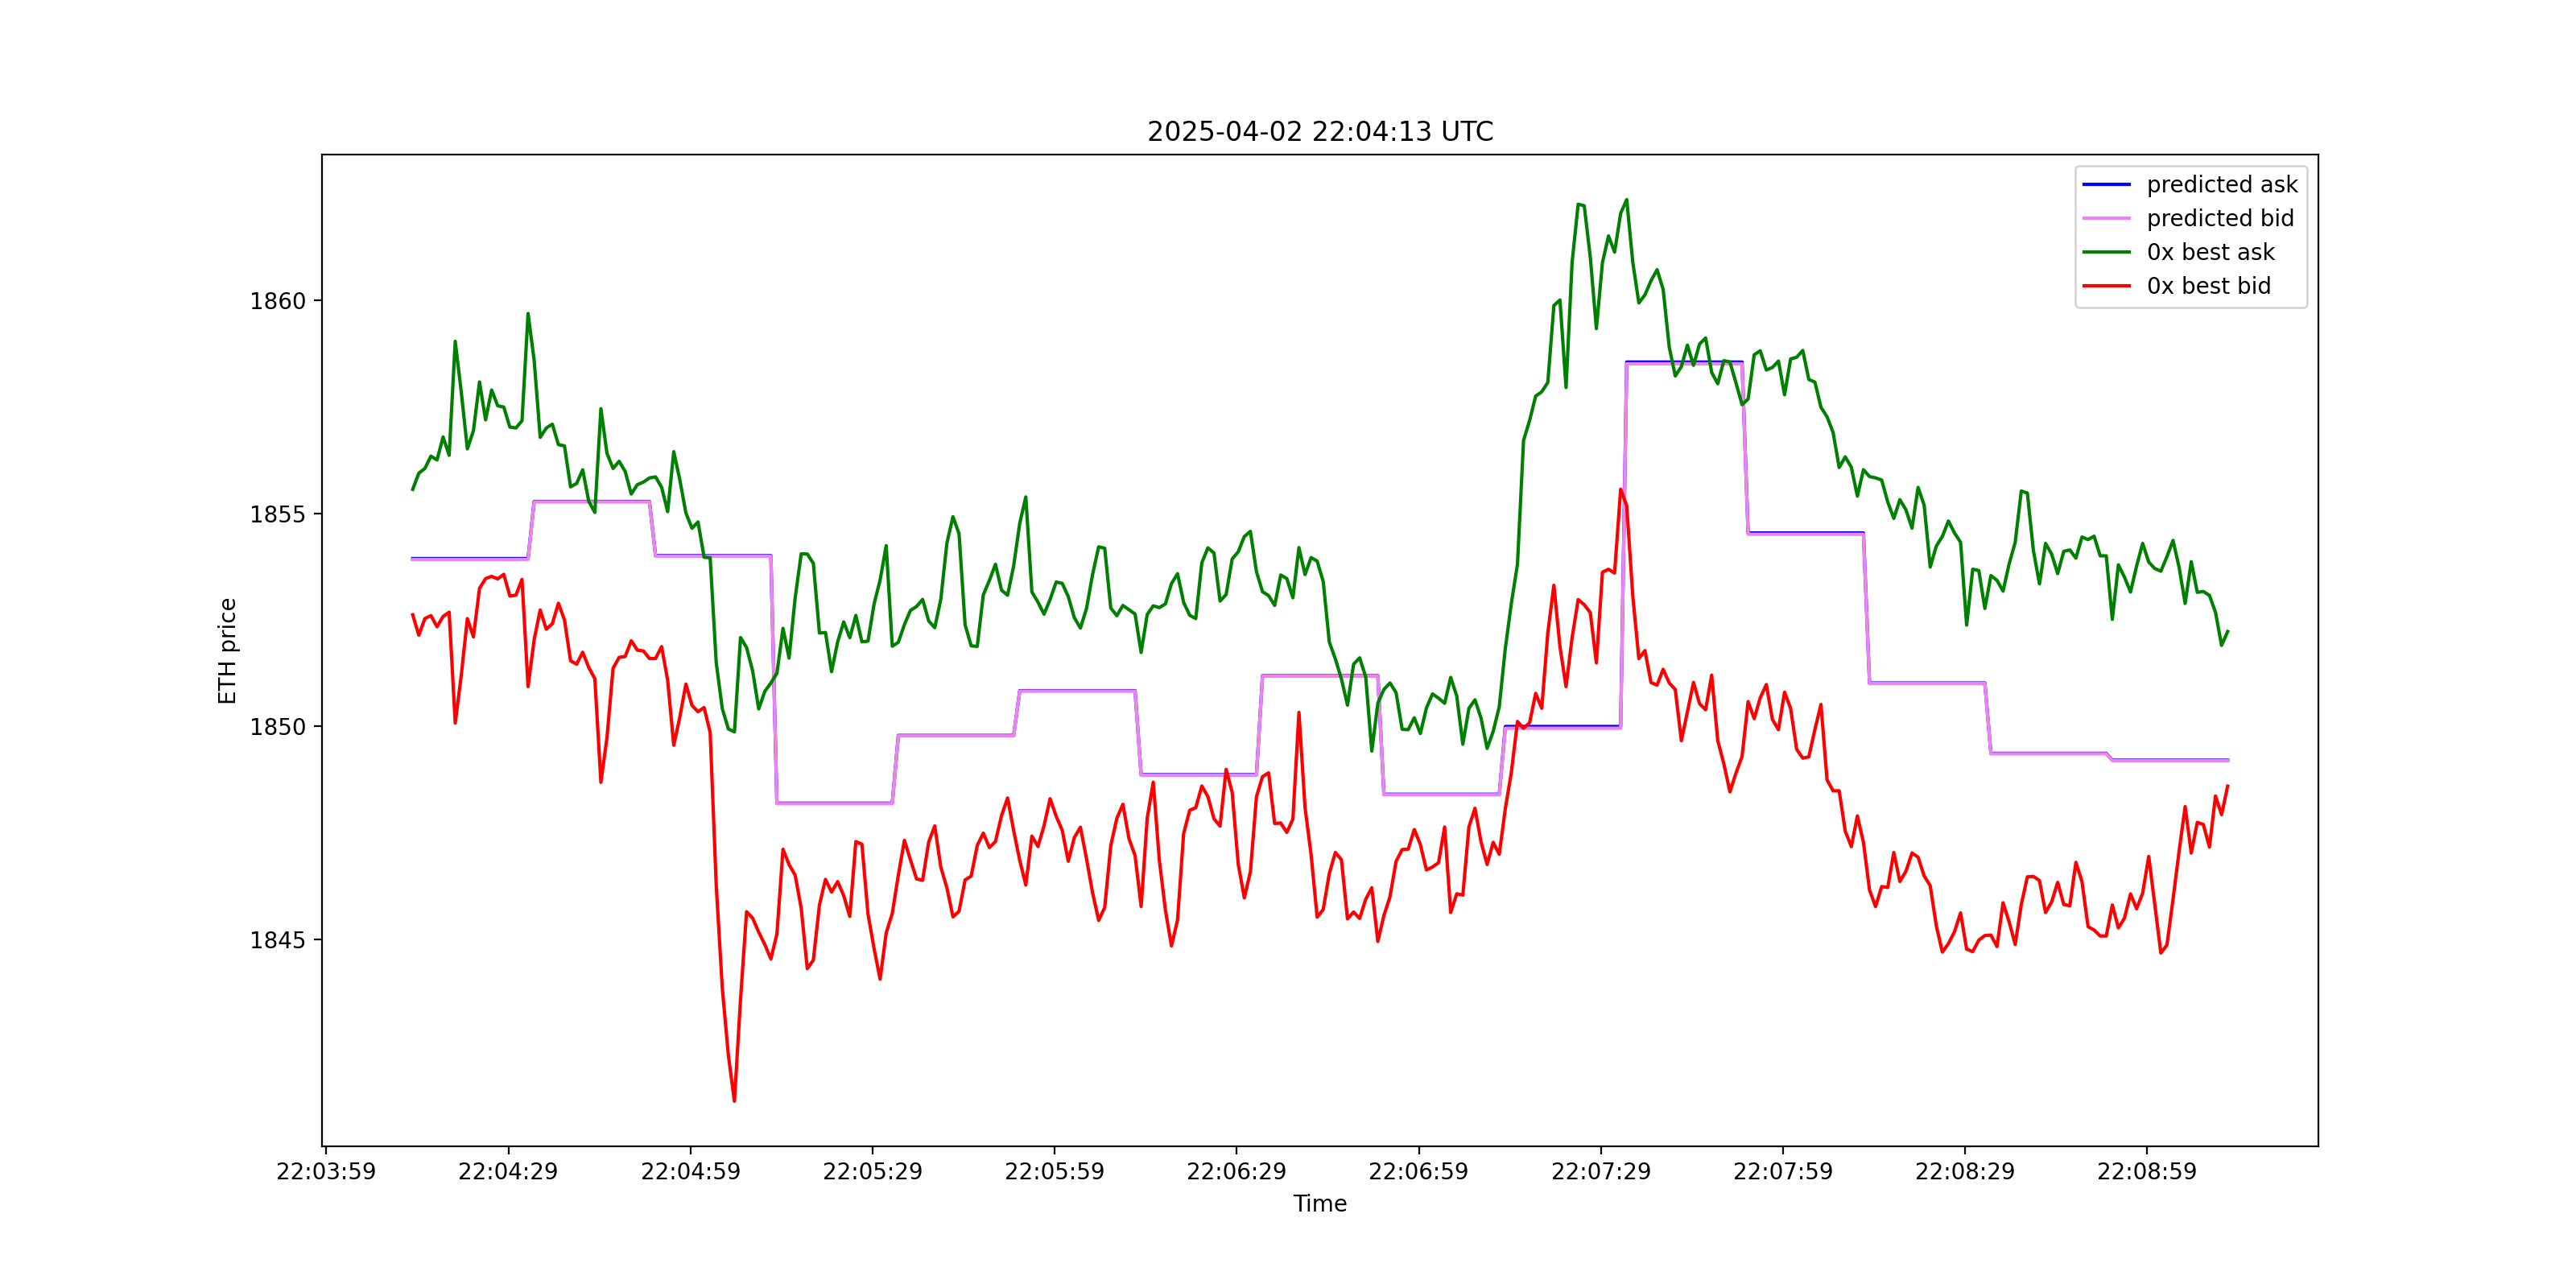 2025-04-02 22:04:13 UTC
predicted ask
predicted bid
0x best ask
0x best bid
ETH price
1860
1855
1850
1845
22:03:59 22:04:29 22:04:59 22:05:29 22:05:59 22:06:29 22:06:59 22:07:29 22:07:59 22:08:29 22:08:59
Time